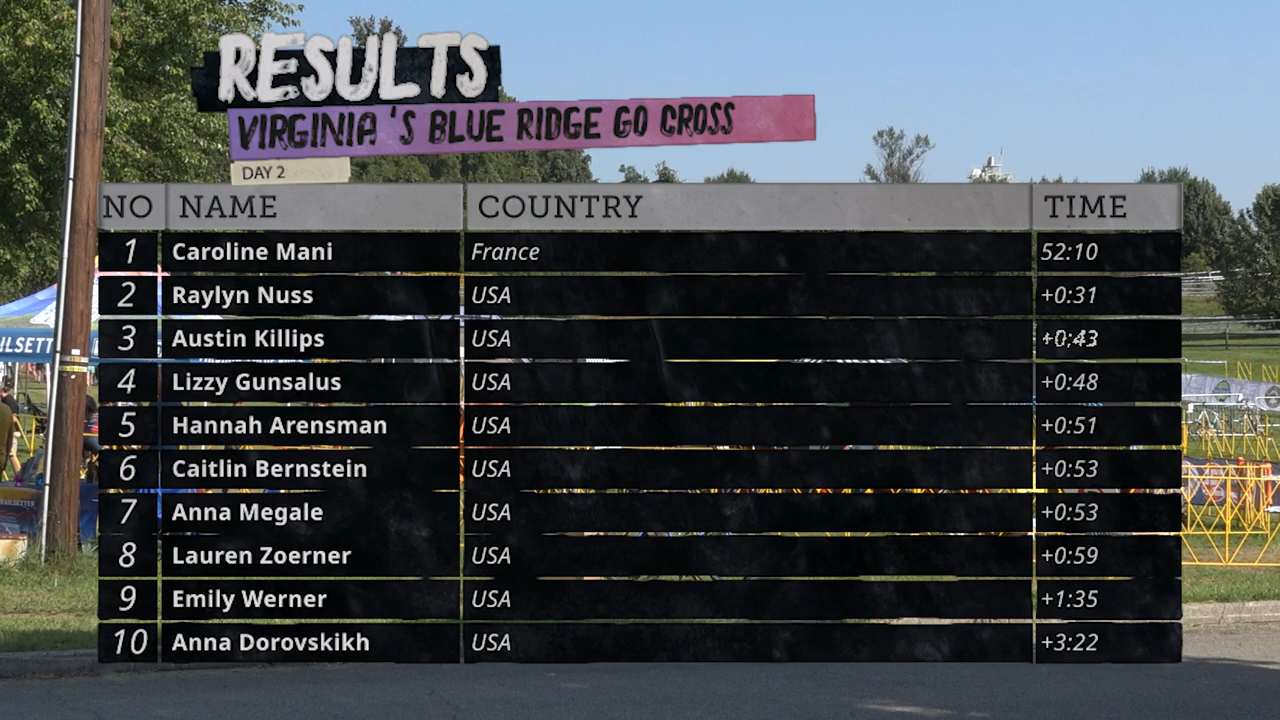 RESULTS
VIRGINIA 'S BLUE RIDGE GO CROSS
DAY 2
NO NAME COUNTRY TIME
1 Caroline Mani France 52:10
2 Raylyn Nuss USA +0:31
3 Austin Killips USA +0:43
4 Lizzy Gunsalus USA +0:48
5 Hannah Arensman USA +0:51
6 Caitlin Bernstein USA +0:53
7 Anna Megale USA +0:53
8 Lauren Zoerner USA +0:59
9 Emily Werner USA +1:35
10 Anna Dorovskikh USA +3:22